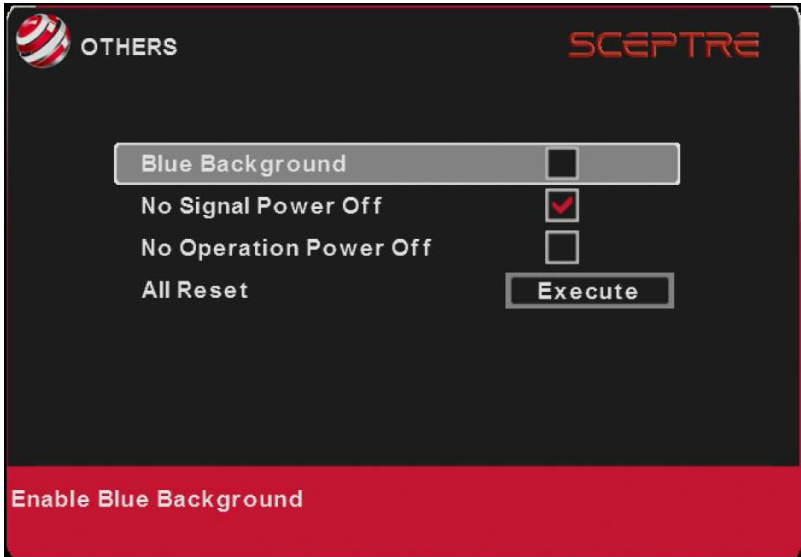 OTHERS
SCEPTRE
Blue Background
No Signal Power Off
No Operation Power Off
All Reset Execute
Enable Blue Background